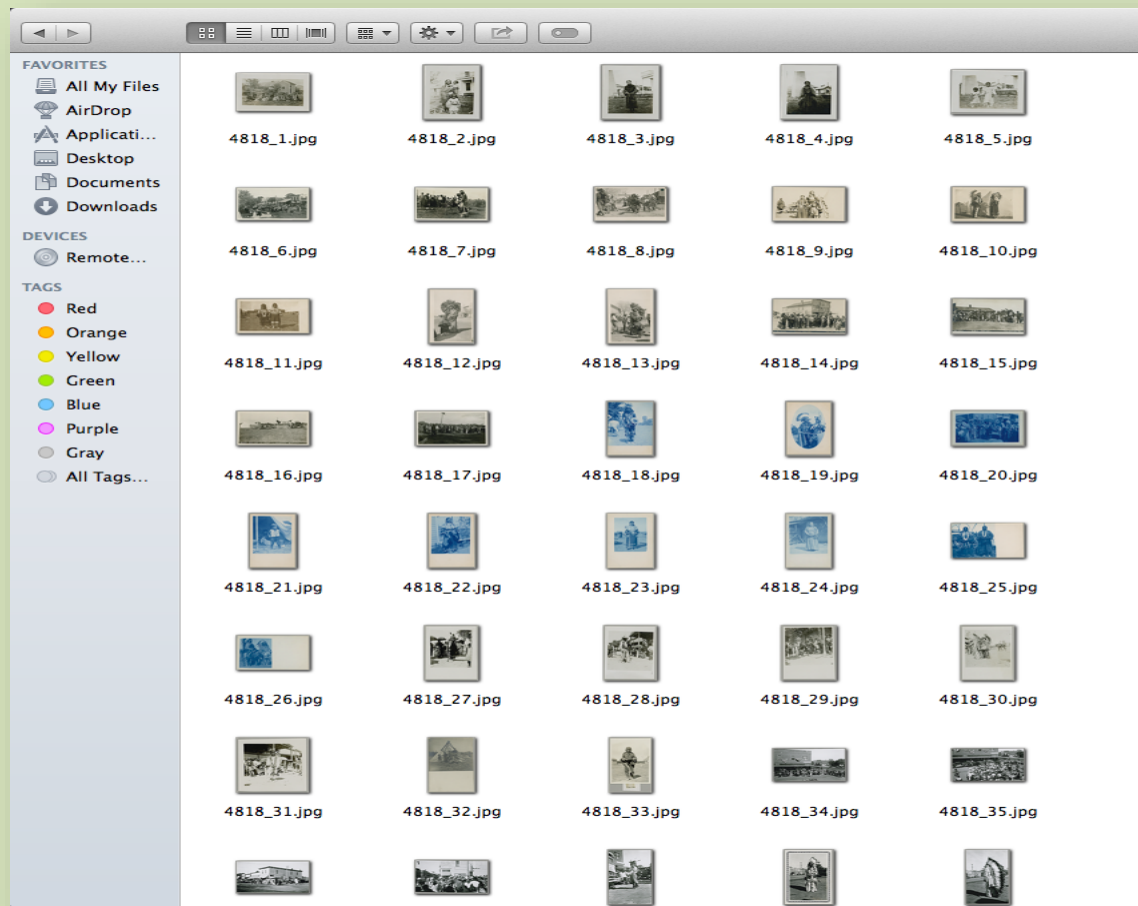 FAVORITES
All My Files
AirDrop
Applicati...
Desktop
Documents
Downloads
DEVICES
Remote...
TAGS
Red
Orange
Yellow
Green
Blue
Purple
Gray
All Tags...
4818_1.jpg 4818_2.jpg 4818_3.jpg 4818_4.jpg 4818_5.jpg
4818_6.jpg 4818_7.jpg 4818_8.jpg 4818_9.jpg 4818_10.jpg
4818_11.jpg 4818_12.jpg 4818_13.jpg 4818_14.jpg 4818_15.jpg
4818_16.jpg 4818_17.jpg 4818_18.jpg 4818_19.jpg 4818_20.jpg
4818_21.jpg 4818_22.jpg 4818_23.jpg 4818_24.jpg 4818_25.jpg
4818_26.jpg 4818_27.jpg 4818_28.jpg 4818_29.jpg 4818_30.jpg
4818_31.jpg 4818_32.jpg 4818_33.jpg 4818_34.jpg 4818_35.jpg